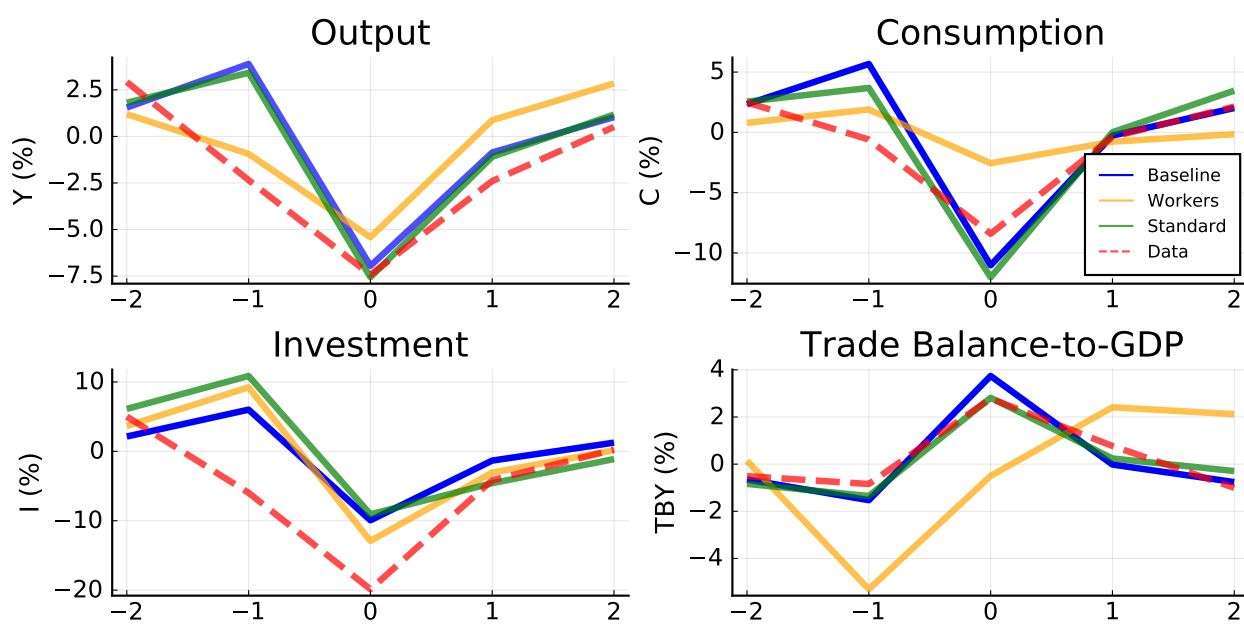 Output
Y (%)
2.5
0.0
−2.5
−5.0
−7.5
−2 −1 0 1 2
Consumption
C (%)
5
0
−5
−10
−2 −1 0 1 2
Baseline
Workers
Standard
Data
Investment
I (%)
10
0
−10
−20
−2 −1 0 1 2
Trade Balance-to-GDP
TBY (%)
4
2
0
−2
−4
−2 −1 0 1 2